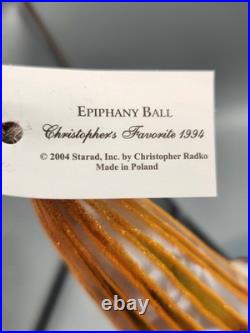 EPIPHANY BALL
Christopher's Favorite 1994
© 2004 Starad, Inc. by Christopher Radko
Made in Poland